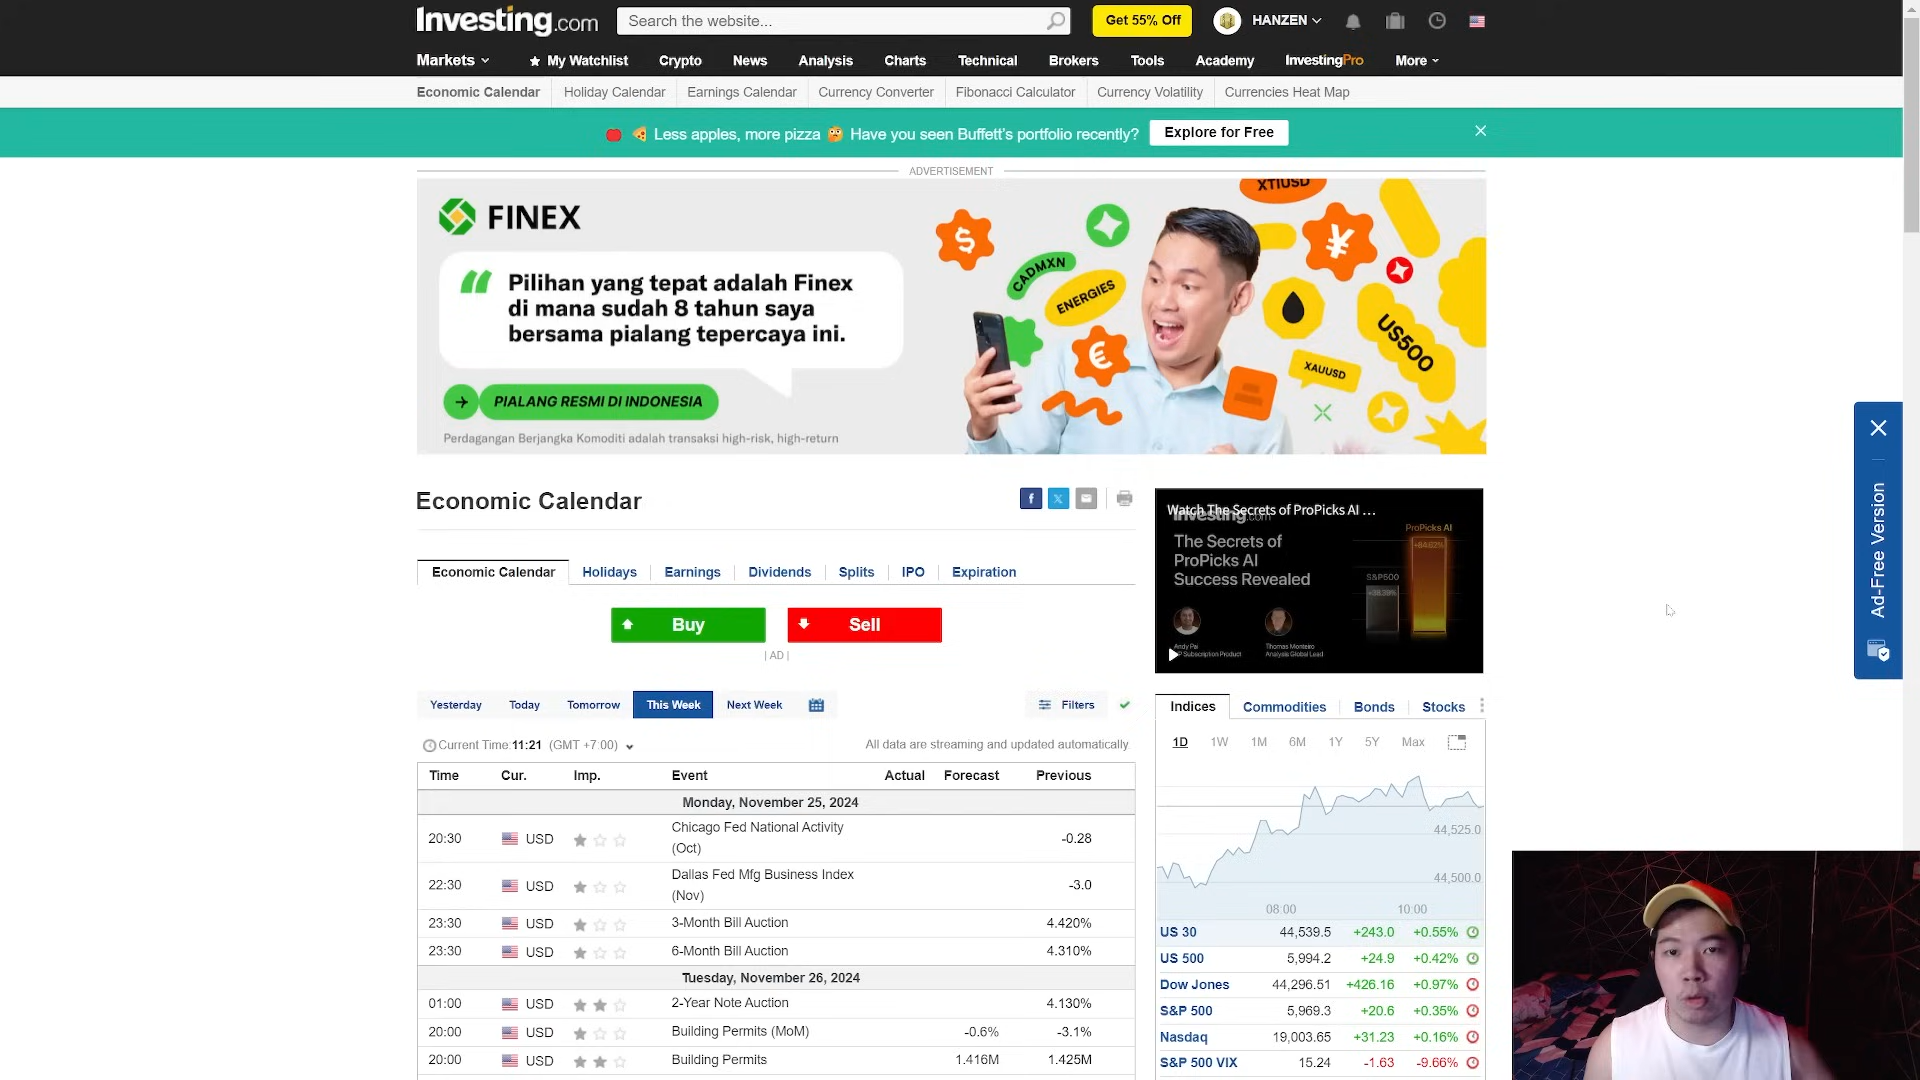 Investing.com
Search the website...
Get 55% Off
HANZEN
Markets
My Watchlist
Crypto
News
Analysis
Charts
Technical
Brokers
Tools
Academy
InvestingPro
More
Economic Calendar
Holiday Calendar
Earnings Calendar
Currency Converter
Fibonacci Calculator
Currency Volatility
Currencies Heat Map
Less apples, more pizza Have you seen Buffett's portfolio recently?
Explore for Free
ADVERTISEMENT
FINEX
Pilihan yang tepat adalah Finex
di mana sudah 8 tahun saya
bersama pialang tepercaya ini.
PIALANG RESMI DI INDONESIA
Perdagangan Berjangka Komoditi adalah transaksi high-risk, high-return
CADMXN
ENERGIES
XTIUSD
US500
XAUUSD
Ad-Free Version
Economic Calendar
Economic Calendar
Holidays
Earnings
Dividends
Splits
IPO
Expiration
Buy
Sell
| AD |
Yesterday
Today
Tomorrow
This Week
Next Week
Filters
Current Time 11:21 (GMT +7:00)
All data are streaming and updated automatically.
Time Cur. Imp. Event Actual Forecast Previous
Monday, November 25, 2024
20:30 USD Chicago Fed National Activity (Oct) -0.28
22:30 USD Dallas Fed Mfg Business Index (Nov) -3.0
23:30 USD 3-Month Bill Auction 4.420%
23:30 USD 6-Month Bill Auction 4.310%
Tuesday, November 26, 2024
01:00 USD 2-Year Note Auction 4.130%
20:00 USD Building Permits (MoM) -0.6% -3.1%
20:00 USD Building Permits 1.416M 1.425M
Watch The Secrets of ProPicks AI ...
Investing.com
The Secrets of
ProPicks AI
Success Revealed
ProPicks AI
S&P500
Andy Pai
Subscription Product
Thomas Monteiro
Analysis Global Lead
Indices
Commodities
Bonds
Stocks
1D 1W 1M 6M 1Y 5Y Max
44,525.0
44,500.0
08:00
10:00
US 30 44,539.5 +243.0 +0.55%
US 500 5,994.2 +24.9 +0.42%
Dow Jones 44,296.51 +426.16 +0.97%
S&P 500 5,969.3 +20.6 +0.35%
Nasdaq 19,003.65 +31.23 +0.16%
S&P 500 VIX 15.24 -1.63 -9.66%